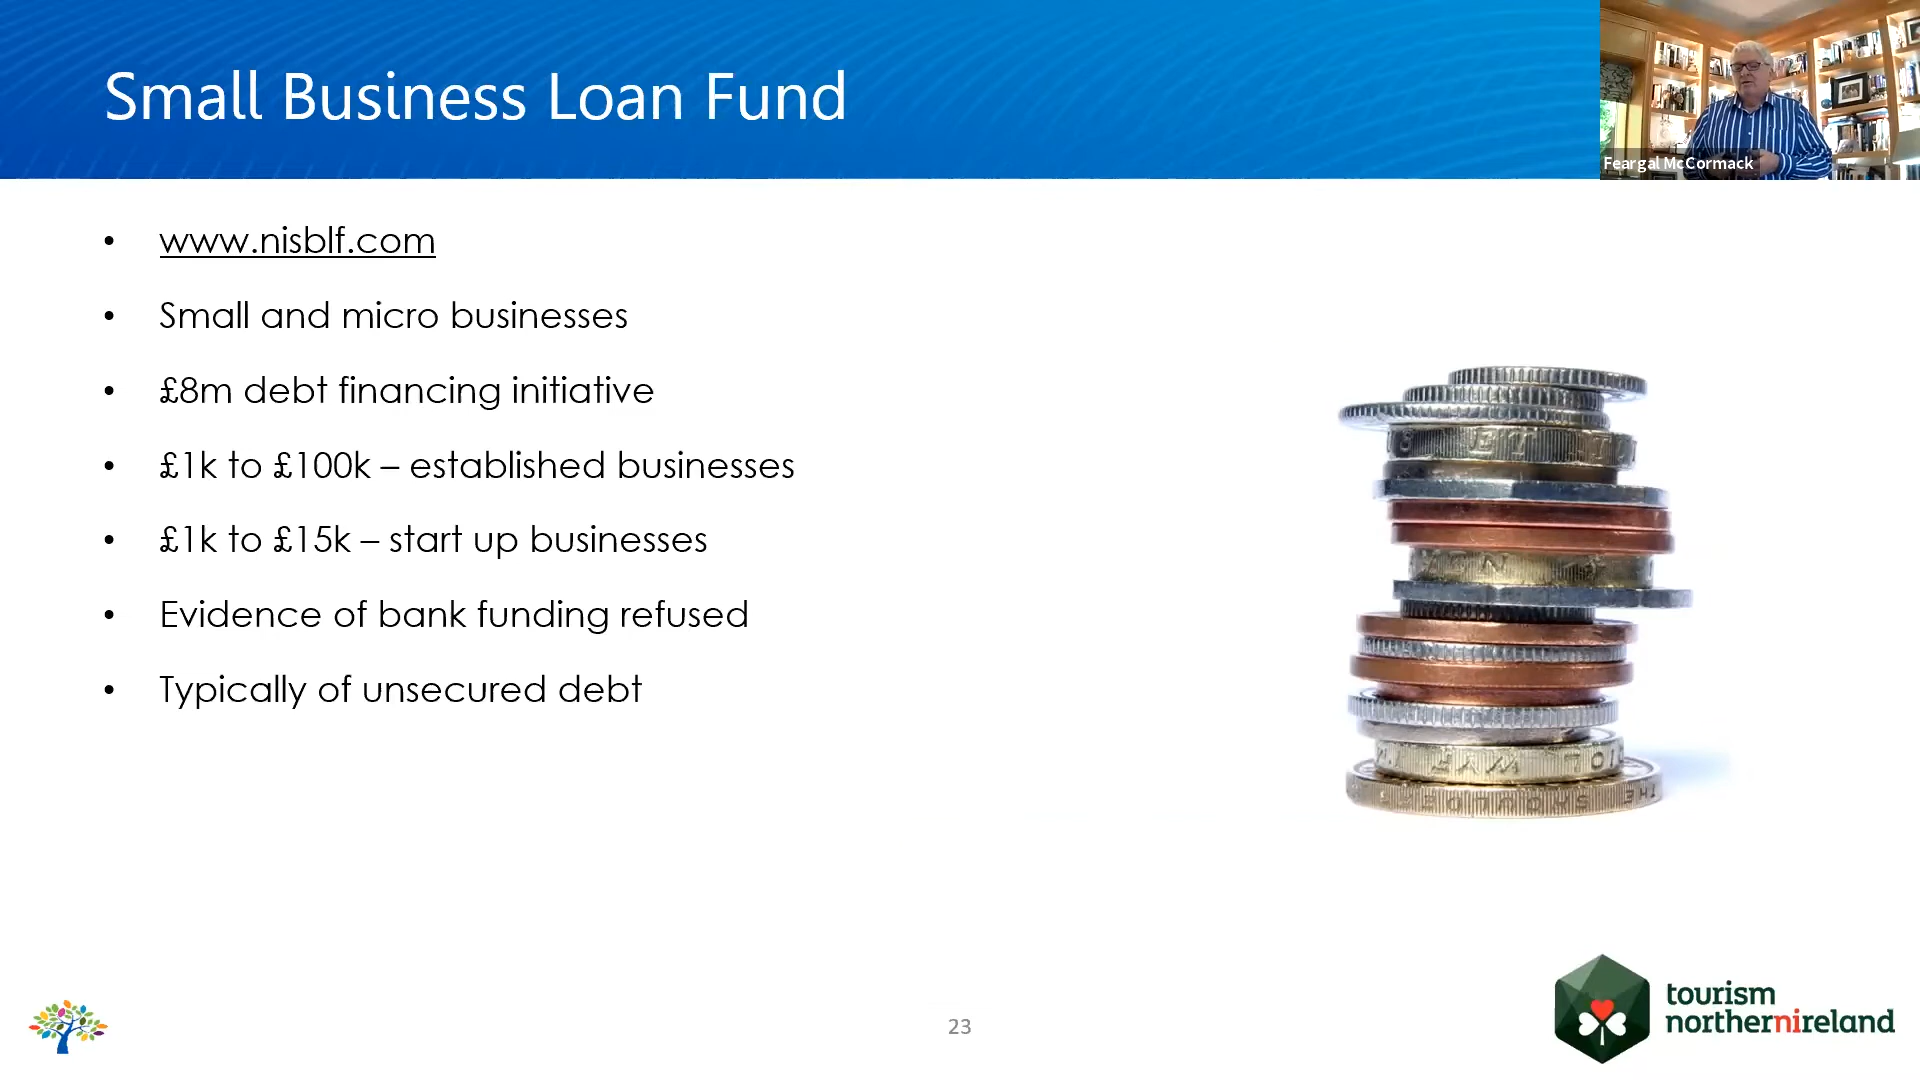 Small Business Loan Fund
Feargal McCormack
www.nisblf.com
Small and micro businesses
£8m debt financing initiative
£1k to £100k – established businesses
£1k to £15k – start up businesses
Evidence of bank funding refused
Typically of unsecured debt
23
tourism
northernireland